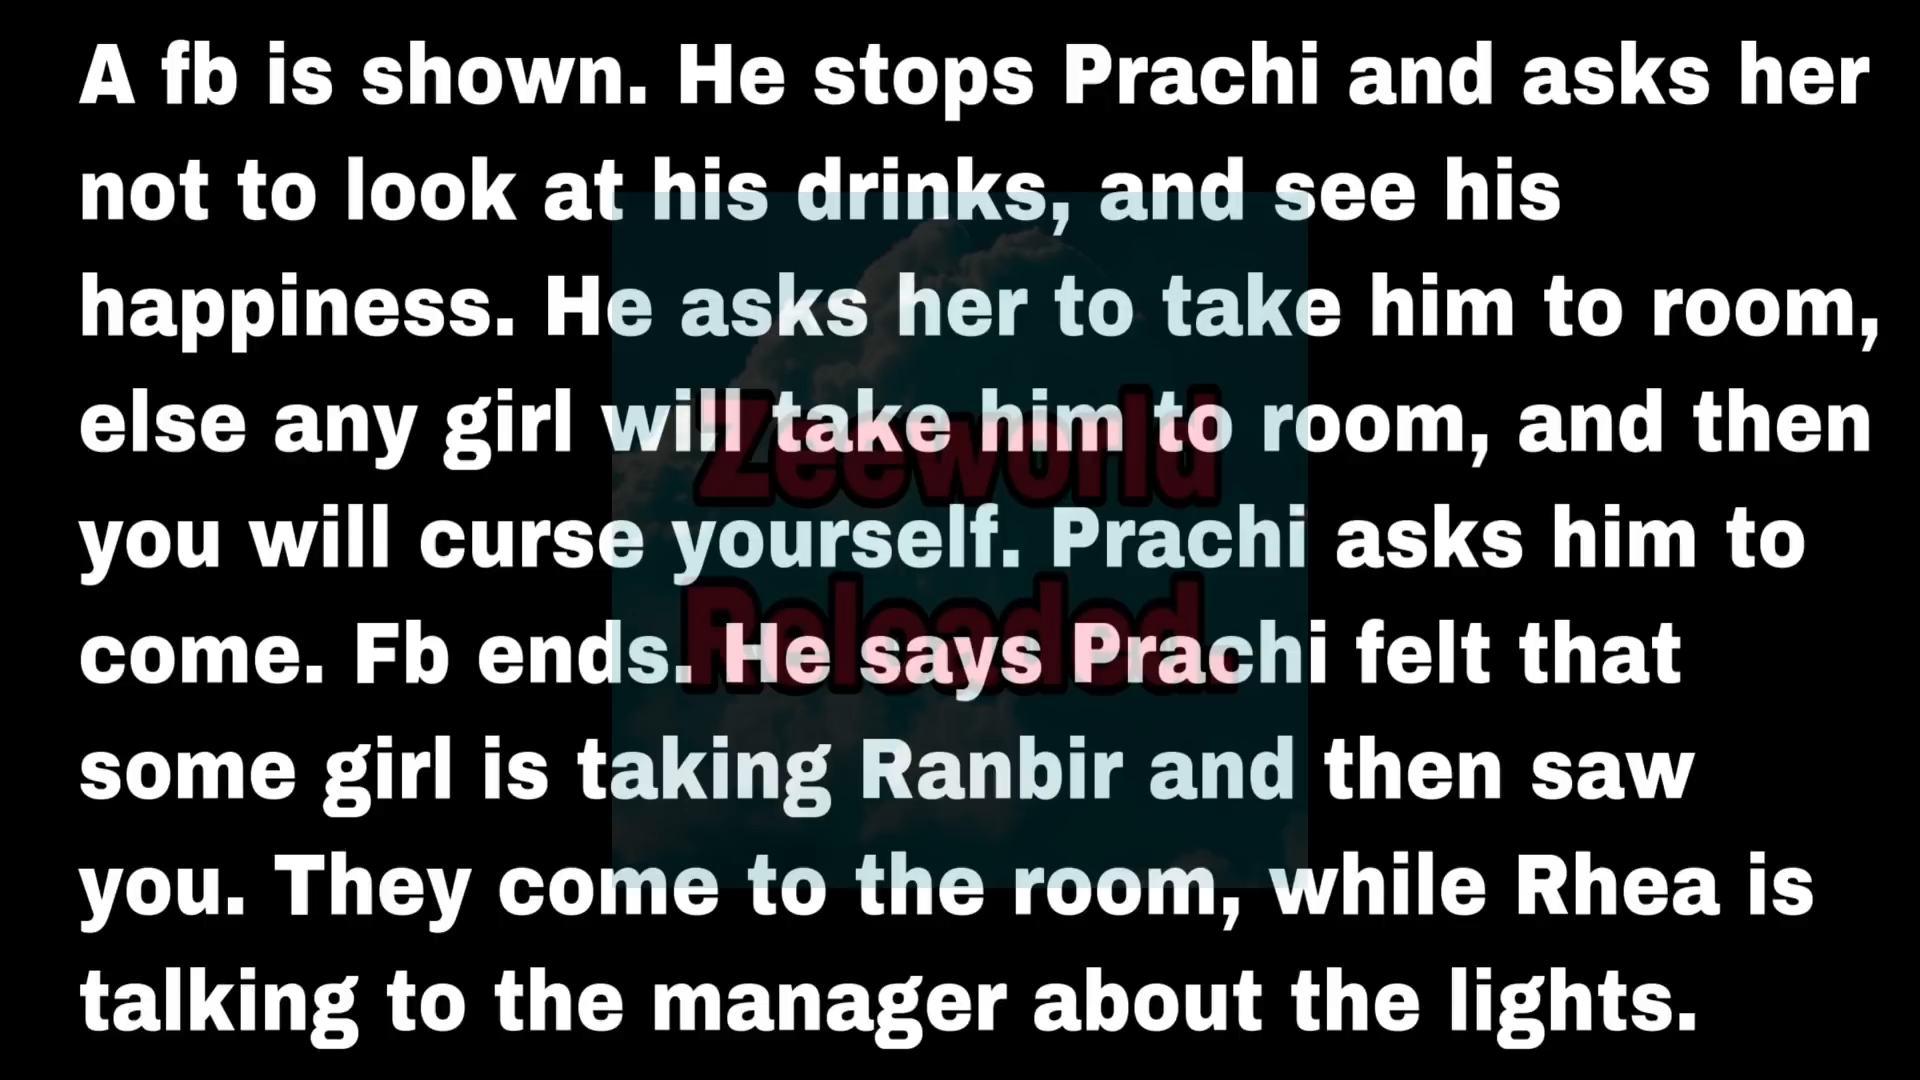 A fb is shown. He stops Prachi and asks her
not to look at his drinks, and see his
happiness. He asks her to take him to room,
else any girl will take him to room, and then
you will curse yourself. Prachi asks him to
come. Fb ends. He says Prachi felt that
some girl is taking Ranbir and then saw
you. They come to the room, while Rhea is
talking to the manager about the lights.
Zeeworld
Reloaded.